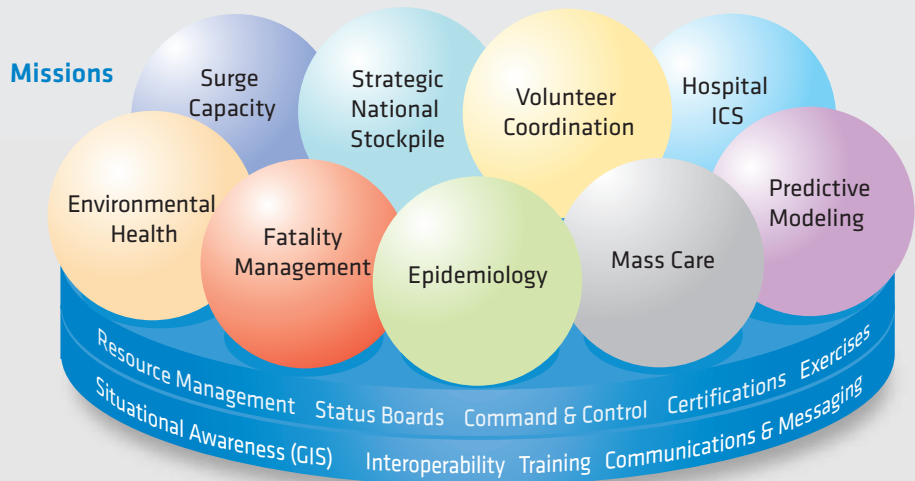 Missions
Surge
Capacity
Strategic
National
Stockpile
Volunteer
Coordination
Hospital
ICS
Environmental
Health
Fatality
Management
Epidemiology
Mass Care
Predictive
Modeling
Resource Management Status Boards Command & Control Certifications Exercises
Situational Awareness (GIS) Interoperability Training Communications & Messaging